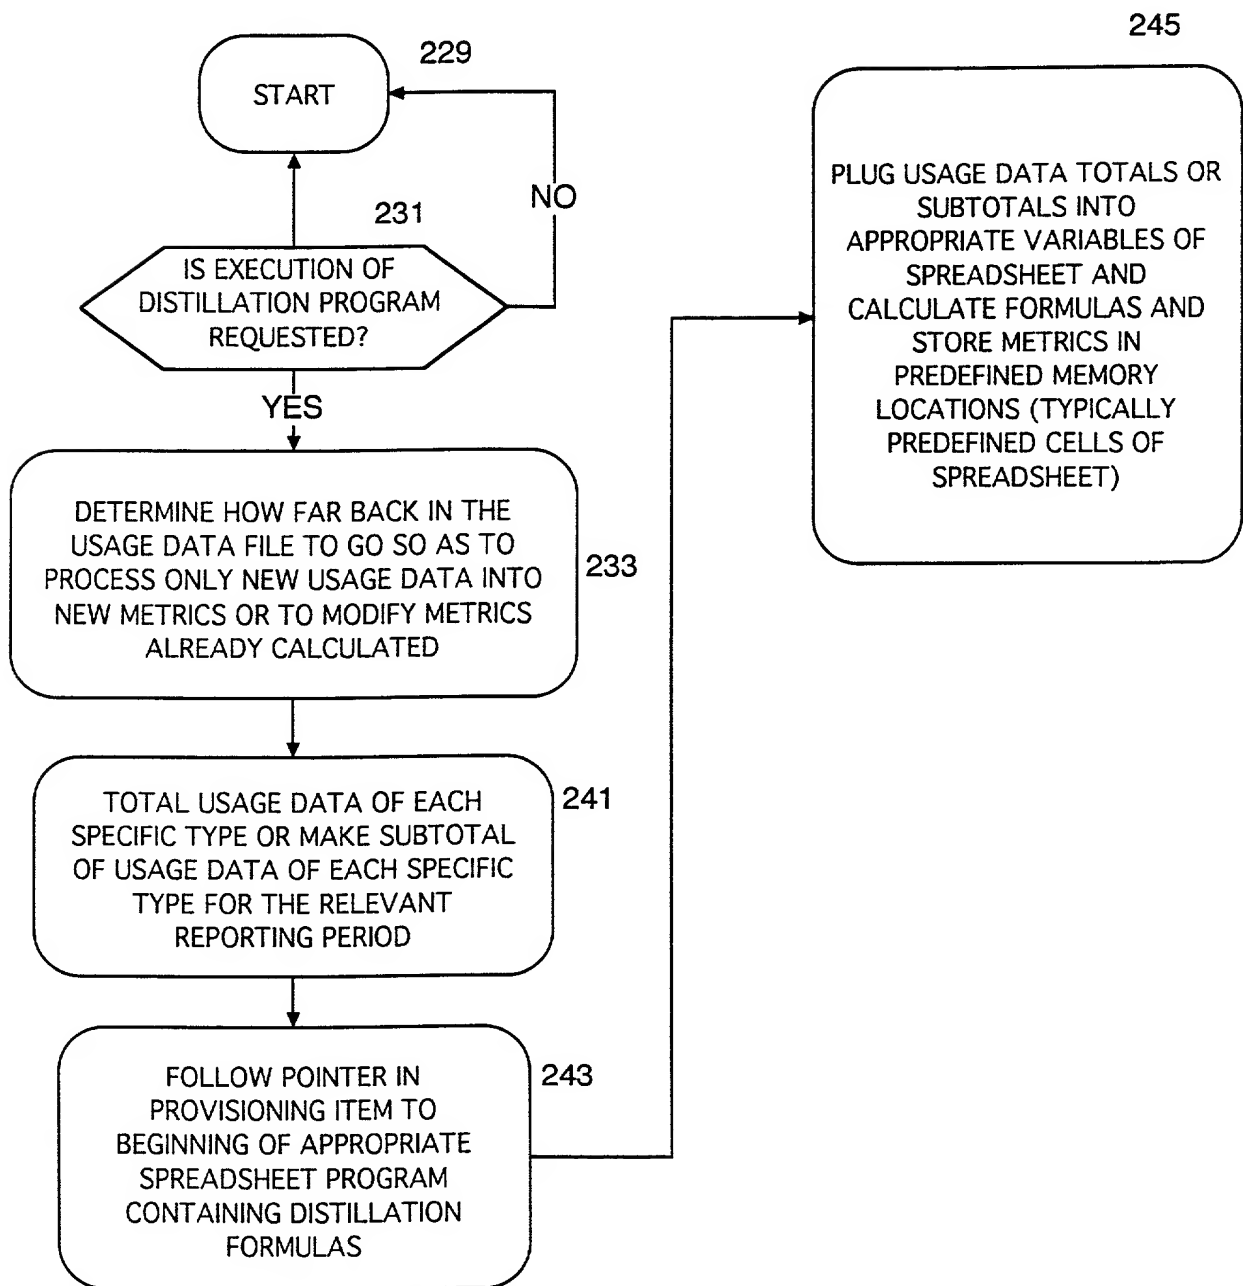 229
START
NO
231
IS EXECUTION OF
DISTILLATION PROGRAM
REQUESTED?
YES
DETERMINE HOW FAR BACK IN THE
USAGE DATA FILE TO GO SO AS TO
PROCESS ONLY NEW USAGE DATA INTO
NEW METRICS OR TO MODIFY METRICS
ALREADY CALCULATED
233
TOTAL USAGE DATA OF EACH
SPECIFIC TYPE OR MAKE SUBTOTAL
OF USAGE DATA OF EACH SPECIFIC
TYPE FOR THE RELEVANT
REPORTING PERIOD
241
FOLLOW POINTER IN
PROVISIONING ITEM TO
BEGINNING OF APPROPRIATE
SPREADSHEET PROGRAM
CONTAINING DISTILLATION
FORMULAS
243
245
PLUG USAGE DATA TOTALS OR
SUBTOTALS INTO
APPROPRIATE VARIABLES OF
SPREADSHEET AND
CALCULATE FORMULAS AND
STORE METRICS IN
PREDEFINED MEMORY
LOCATIONS (TYPICALLY
PREDEFINED CELLS OF
SPREADSHEET)